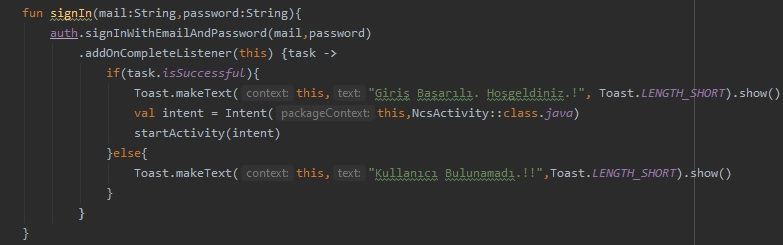 fun signIn(mail:String,password:String){
auth.signInWithEmailAndPassword(mail,password)
.addOnCompleteListener(this) {task ->
if(task.isSuccessful){
Toast.makeText( context: this, text: "Giriş Başarılı. Hoşgeldiniz.!", Toast.LENGTH_SHORT).show()
val intent = Intent( packageContext: this,NcsActivity::class.java)
startActivity(intent)
}else{
Toast.makeText( context: this, text: "Kullanıcı Bulunamadı.!!",Toast.LENGTH_SHORT).show()
}
}
}